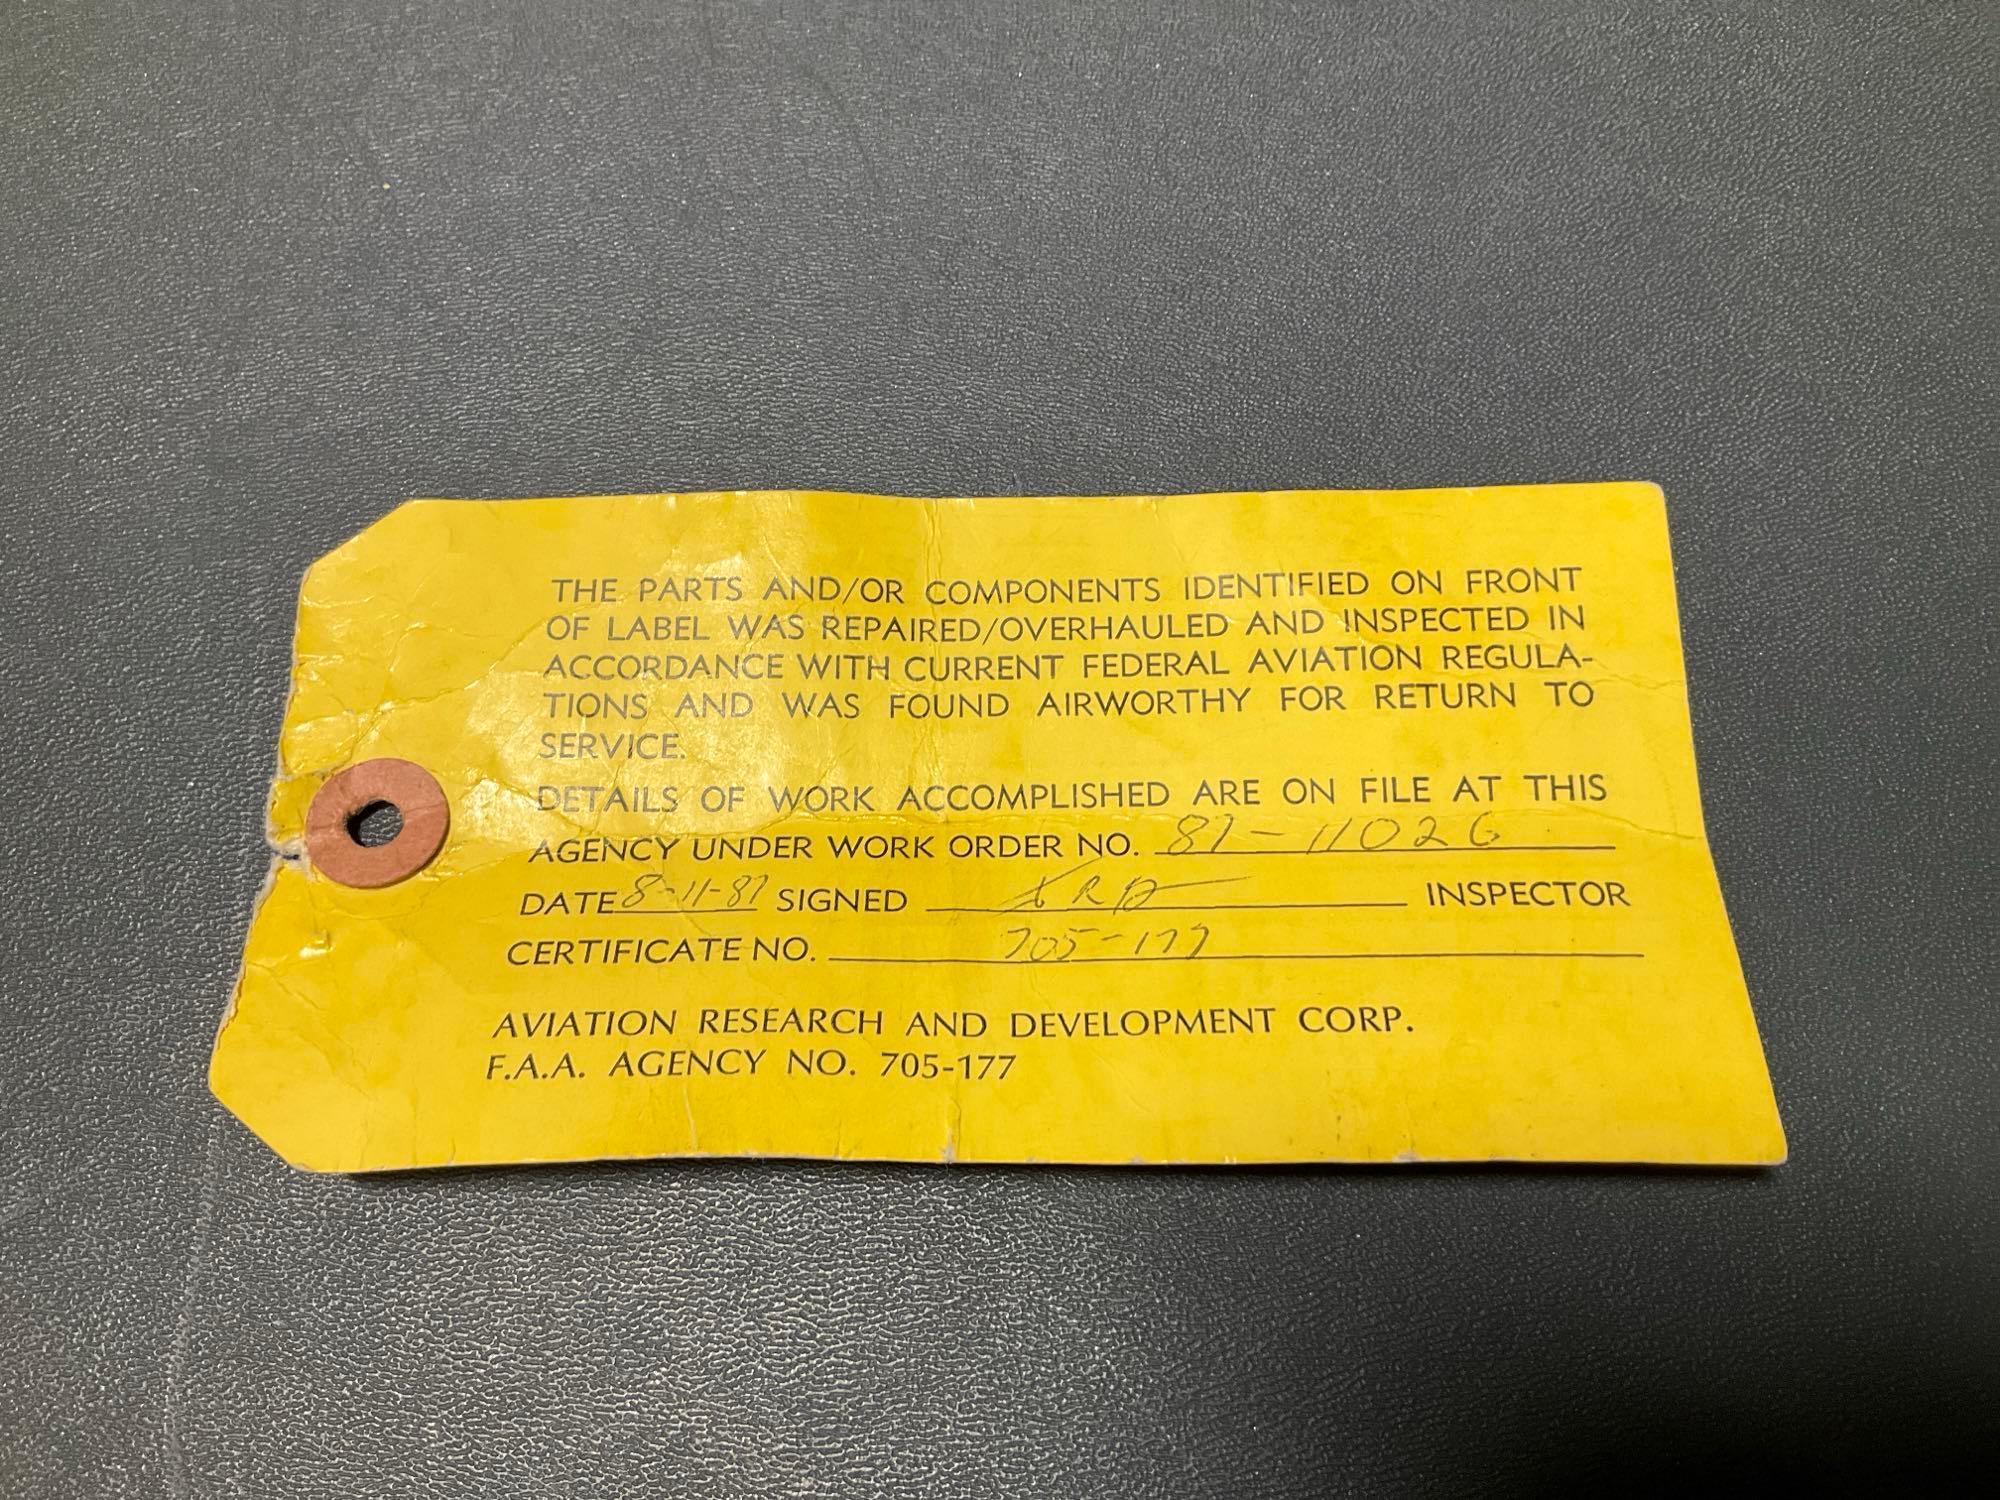 THE PARTS AND/OR COMPONENTS IDENTIFIED ON FRONT
OF LABEL WAS REPAIRED/OVERHAULED AND INSPECTED IN
ACCORDANCE WITH CURRENT FEDERAL AVIATION REGULA-
TIONS AND WAS FOUND AIRWORTHY FOR RETURN TO
SERVICE.
DETAILS OF WORK ACCOMPLISHED ARE ON FILE AT THIS
AGENCY UNDER WORK ORDER NO. 87-11026
DATE 8-11-87 SIGNED INSPECTOR
CERTIFICATE NO. 705-177
AVIATION RESEARCH AND DEVELOPMENT CORP.
F.A.A. AGENCY NO. 705-177